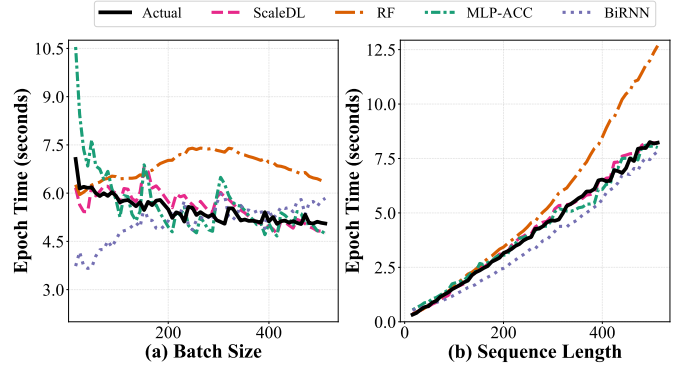 Actual ScaleDL RF MLP-ACC BiRNN
10.5
9.0
7.5
6.0
4.5
3.0
Epoch Time (seconds)
200 400
(a) Batch Size
12.5
10.0
7.5
5.0
2.5
0.0
Epoch Time (seconds)
0 200 400
(b) Sequence Length